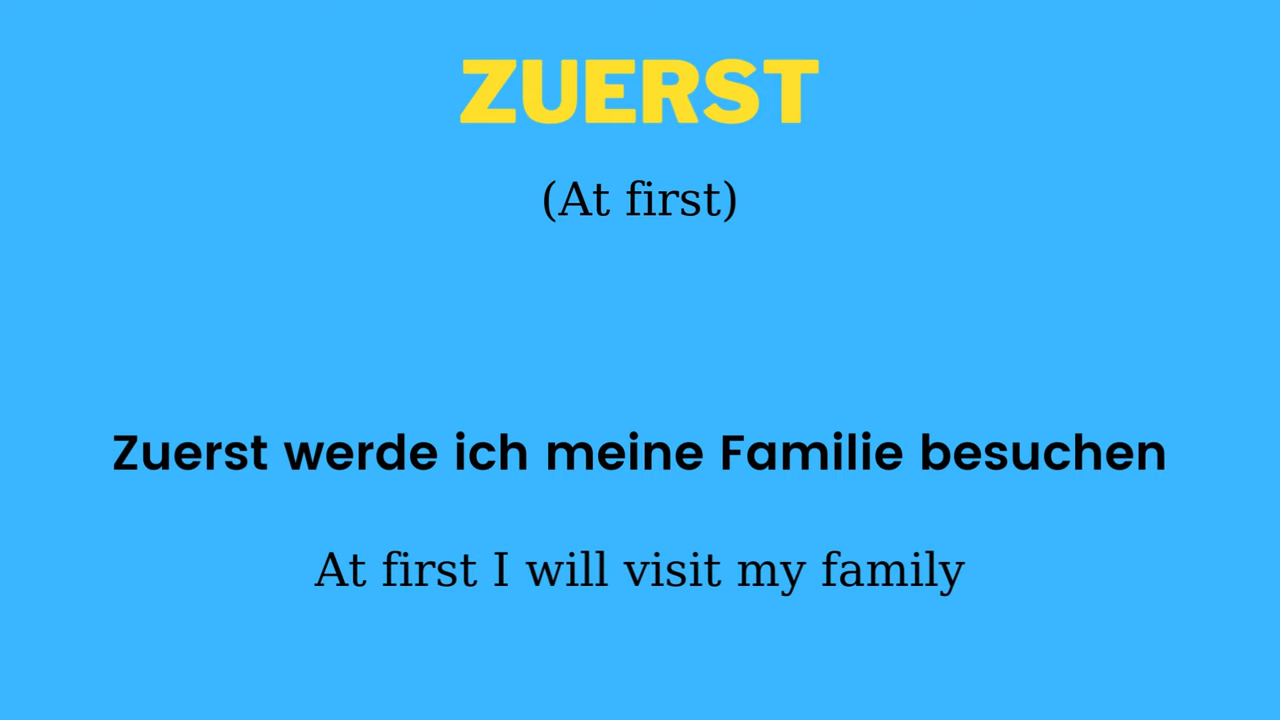 ZUERST
(At first)
Zuerst werde ich meine Familie besuchen
At first I will visit my family